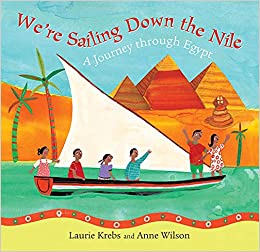 We're Sailing Down the Nile
A Journey through Egypt
Laurie Krebs and Anne Wilson